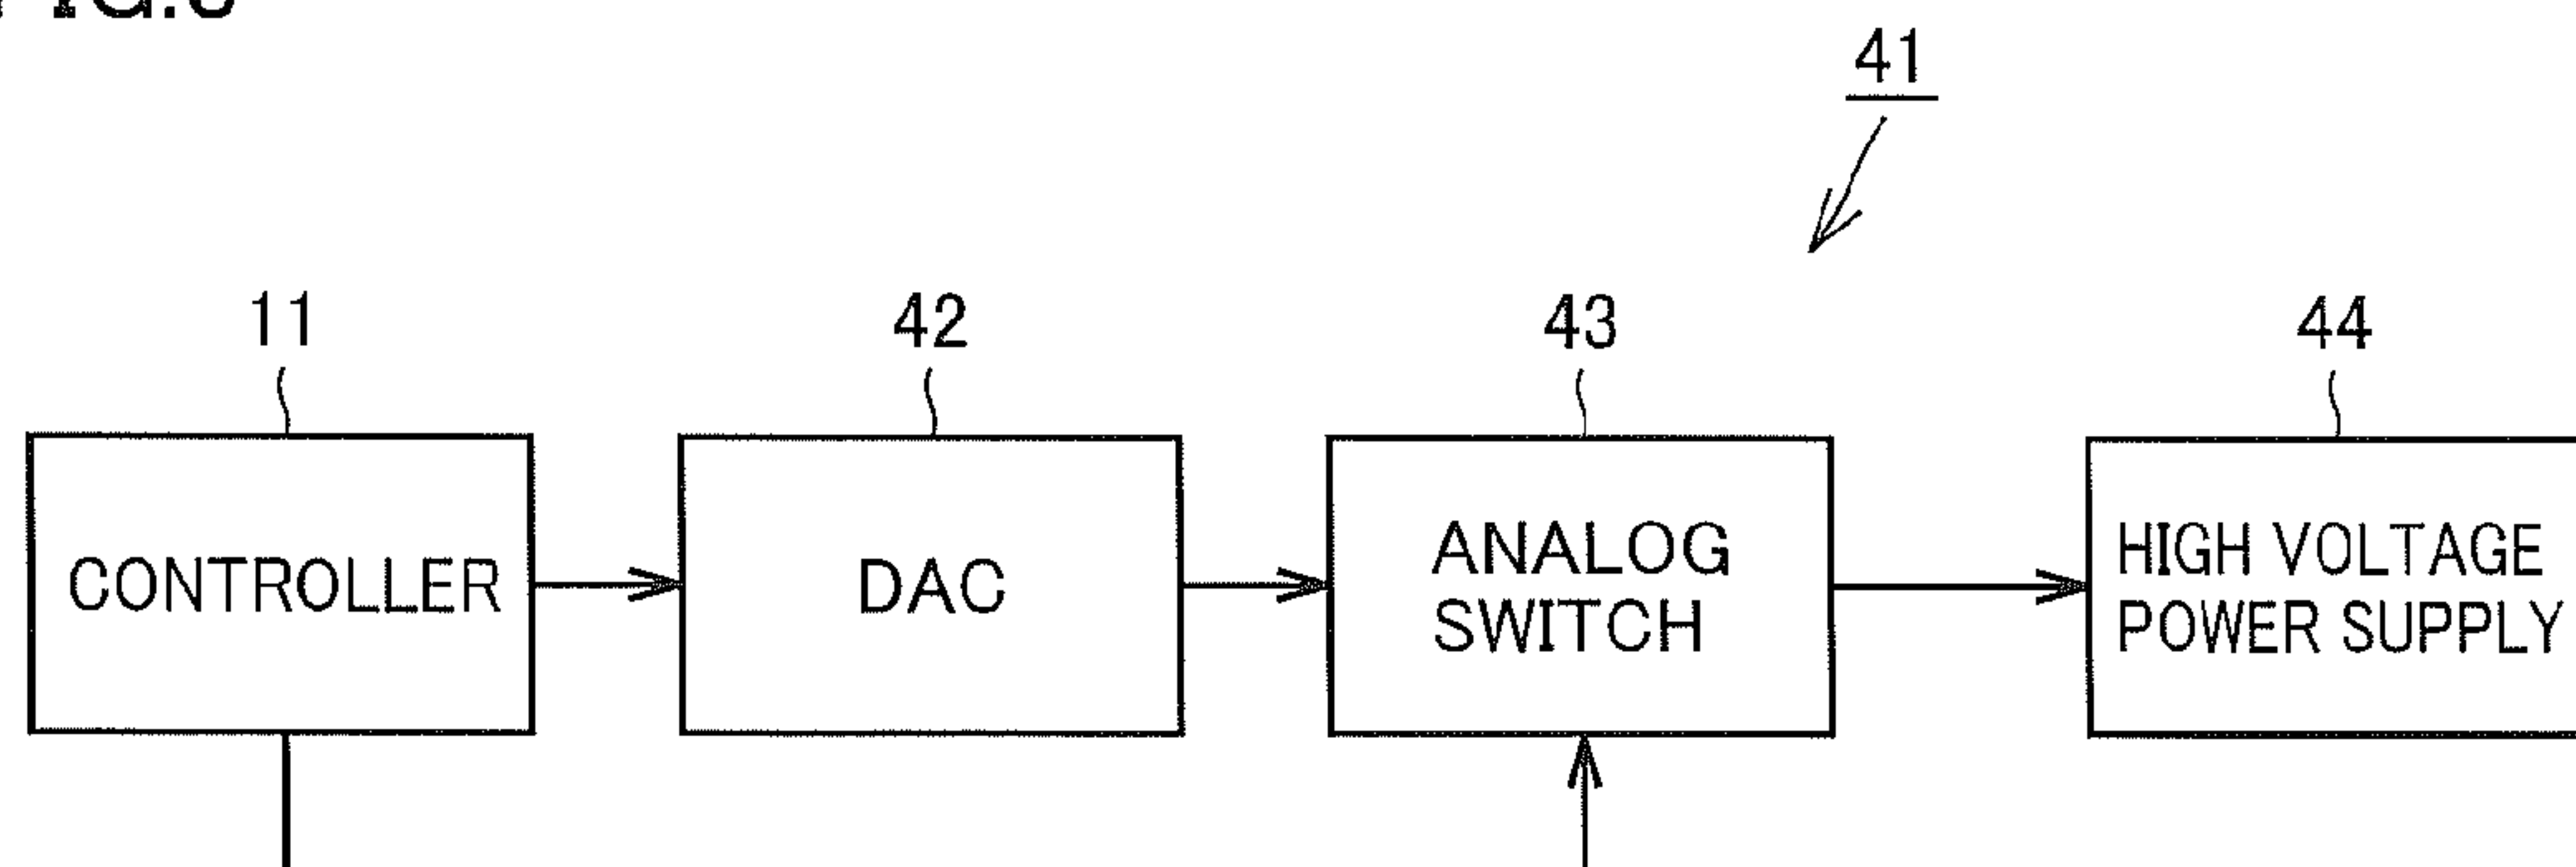 41
11
42
43
44
CONTROLLER
DAC
ANALOG
SWITCH
HIGH VOLTAGE
POWER SUPPLY